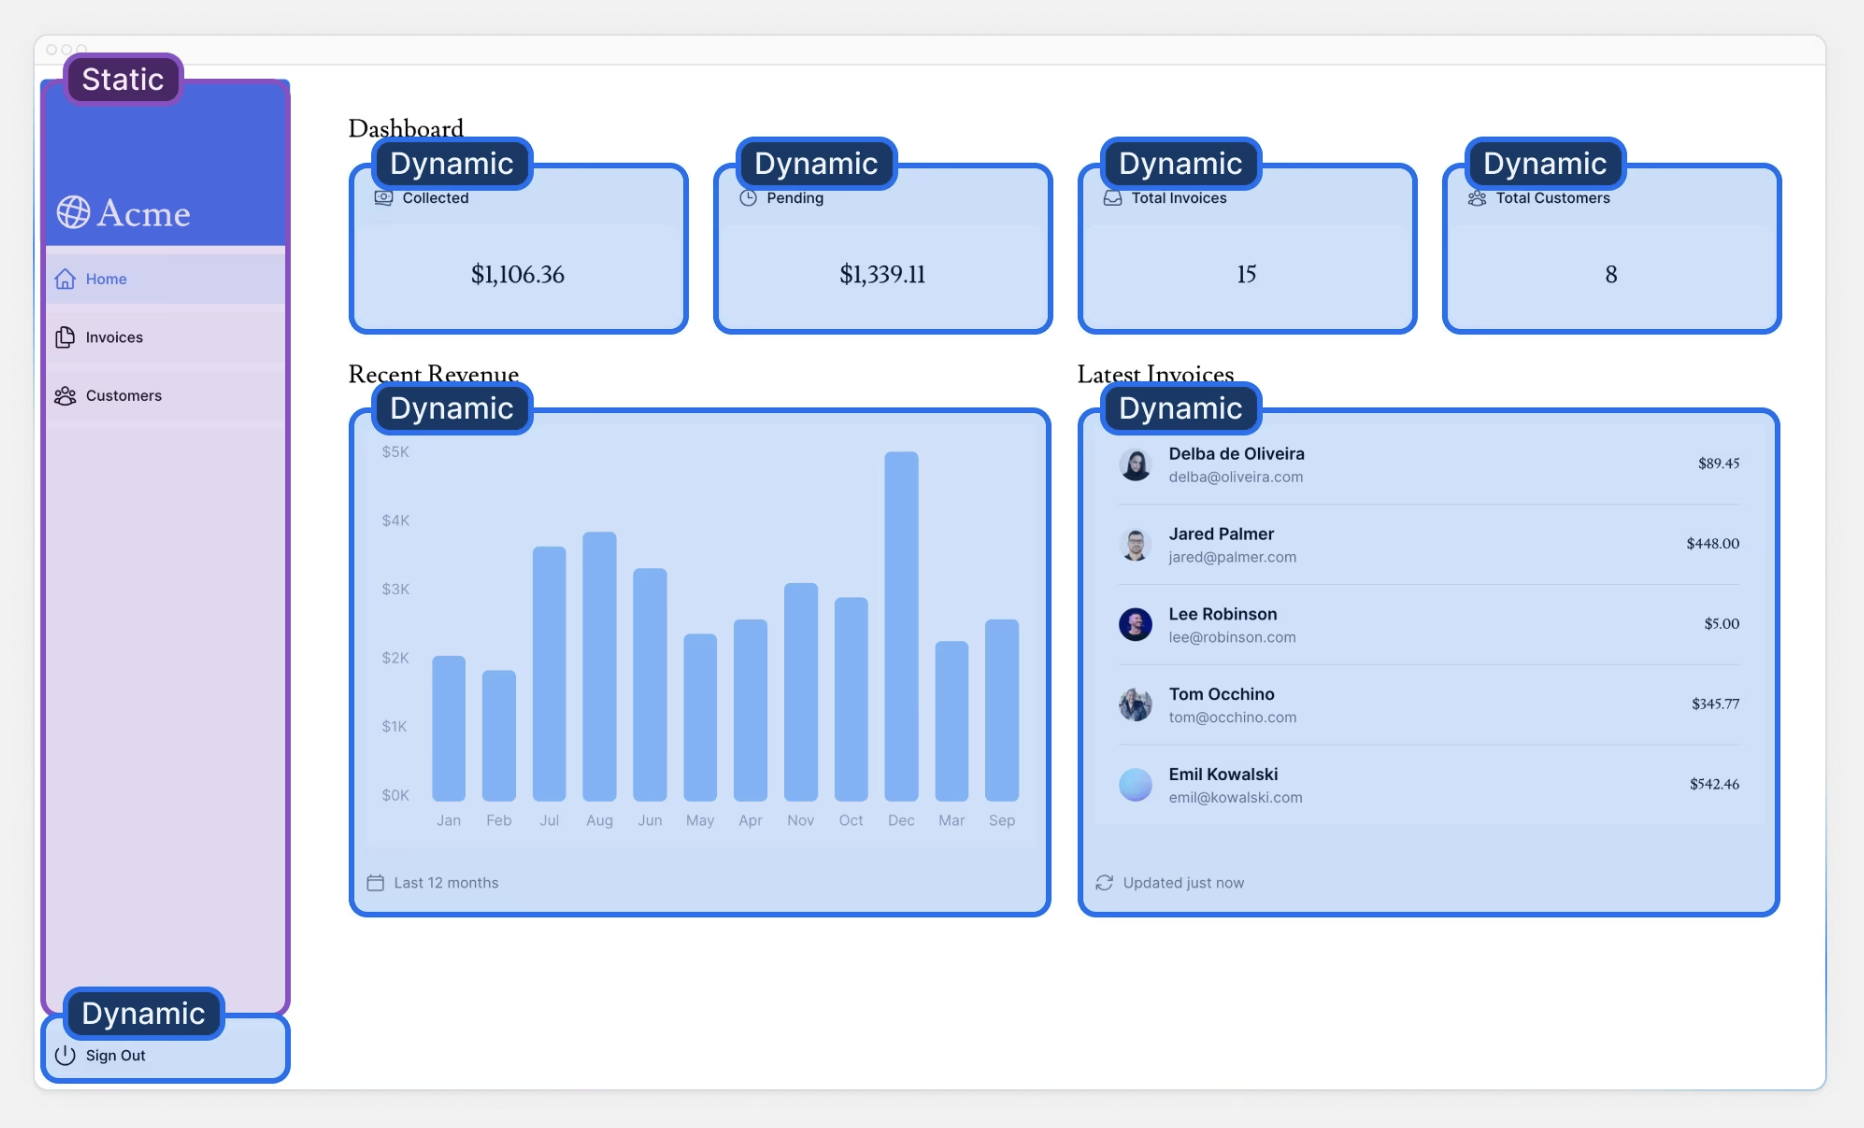 Static
Acme
Home
Invoices
Customers
Dynamic
Sign Out
Dashboard
Dynamic
Collected
$1,106.36
Dynamic
Pending
$1,339.11
Dynamic
Total Invoices
15
Dynamic
Total Customers
8
Recent Revenue
Dynamic
$5K
$4K
$3K
$2K
$1K
$0K
Jan Feb Jul Aug Jun May Apr Nov Oct Dec Mar Sep
Last 12 months
Latest Invoices
Dynamic
Delba de Oliveira
delba@oliveira.com
$89.45
Jared Palmer
jared@palmer.com
$448.00
Lee Robinson
lee@robinson.com
$5.00
Tom Occhino
tom@occhino.com
$345.77
Emil Kowalski
emil@kowalski.com
$542.46
Updated just now